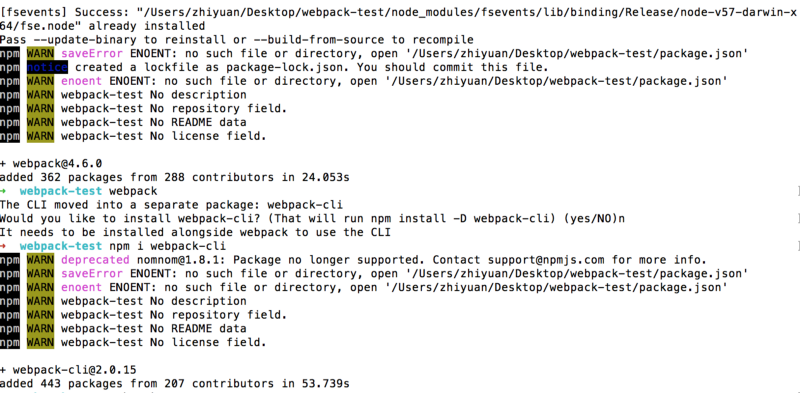 [fsevents] Success: "/Users/zhiyuan/Desktop/webpack-test/node_modules/fsevents/lib/binding/Release/node-v57-darwin-x
64/fse.node" already installed
Pass --update-binary to reinstall or --build-from-source to recompile
npm WARN saveError ENOENT: no such file or directory, open '/Users/zhiyuan/Desktop/webpack-test/package.json'
npm notice created a lockfile as package-lock.json. You should commit this file.
npm WARN enoent ENOENT: no such file or directory, open '/Users/zhiyuan/Desktop/webpack-test/package.json'
npm WARN webpack-test No description
npm WARN webpack-test No repository field.
npm WARN webpack-test No README data
npm WARN webpack-test No license field.

+ webpack@4.6.0
added 362 packages from 288 contributors in 24.053s
→ webpack-test webpack
The CLI moved into a separate package: webpack-cli
Would you like to install webpack-cli? (That will run npm install -D webpack-cli) (yes/NO)n
It needs to be installed alongside webpack to use the CLI
→ webpack-test npm i webpack-cli
npm WARN deprecated nomnom@1.8.1: Package no longer supported. Contact support@npmjs.com for more info.
npm WARN saveError ENOENT: no such file or directory, open '/Users/zhiyuan/Desktop/webpack-test/package.json'
npm WARN enoent ENOENT: no such file or directory, open '/Users/zhiyuan/Desktop/webpack-test/package.json'
npm WARN webpack-test No description
npm WARN webpack-test No repository field.
npm WARN webpack-test No README data
npm WARN webpack-test No license field.

+ webpack-cli@2.0.15
added 443 packages from 207 contributors in 53.739s